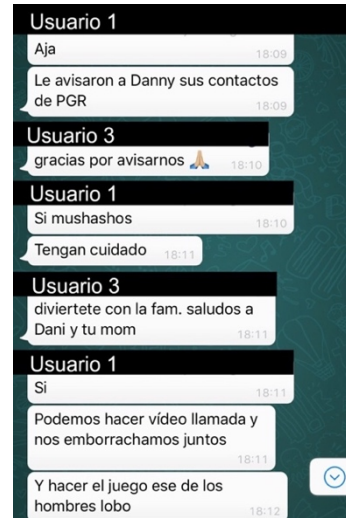 Usuario 1
Aja
18:09
Le avisaron a Danny sus contactos
de PGR
18:09
Usuario 3
gracias por avisarnos 🙏🏼
18:10
Usuario 1
Si mushashos
18:10
Tengan cuidado
18:11
Usuario 3
diviertete con la fam. saludos a
Dani y tu mom
18:11
Usuario 1
Si
18:11
Podemos hacer vídeo llamada y
nos emborrachamos juntos
18:11
Y hacer el juego ese de los
hombres lobo
18:12